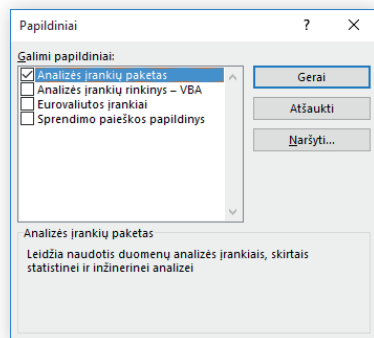 Papildiniai
Galimi papildiniai:
Analizės įrankių paketas
Analizės įrankių rinkinys – VBA
Eurovaliutos įrankiai
Sprendimo paieškos papildinys
Gerai
Atšaukti
Naršyti...
Analizės įrankių paketas
Leidžia naudotis duomenų analizės įrankiais, skirtais
statistinei ir inžinerinei analizei